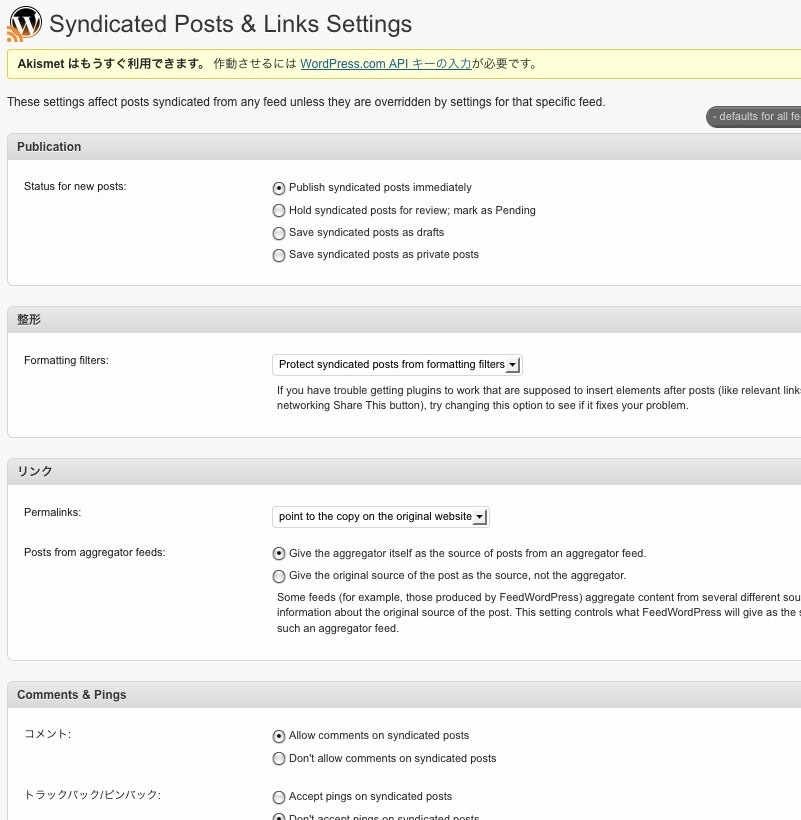 Syndicated Posts & Links Settings
Akismet はもうすぐ利用できます。 作動させるには WordPress.com API キーの入力が必要です。
These settings affect posts syndicated from any feed unless they are overridden by settings for that specific feed.
- defaults for all fe
Publication
Status for new posts:
Publish syndicated posts immediately
Hold syndicated posts for review; mark as Pending
Save syndicated posts as drafts
Save syndicated posts as private posts
整形
Formatting filters:
Protect syndicated posts from formatting filters
If you have trouble getting plugins to work that are supposed to insert elements after posts (like relevant links
networking Share This button), try changing this option to see if it fixes your problem.
リンク
Permalinks:
point to the copy on the original website
Posts from aggregator feeds:
Give the aggregator itself as the source of posts from an aggregator feed.
Give the original source of the post as the source, not the aggregator.
Some feeds (for example, those produced by FeedWordPress) aggregate content from several different sou
information about the original source of the post. This setting controls what FeedWordPress will give as the s
such an aggregator feed.
Comments & Pings
コメント:
Allow comments on syndicated posts
Don't allow comments on syndicated posts
トラックバック/ピンバック:
Accept pings on syndicated posts
Don't accept pings on syndicated posts